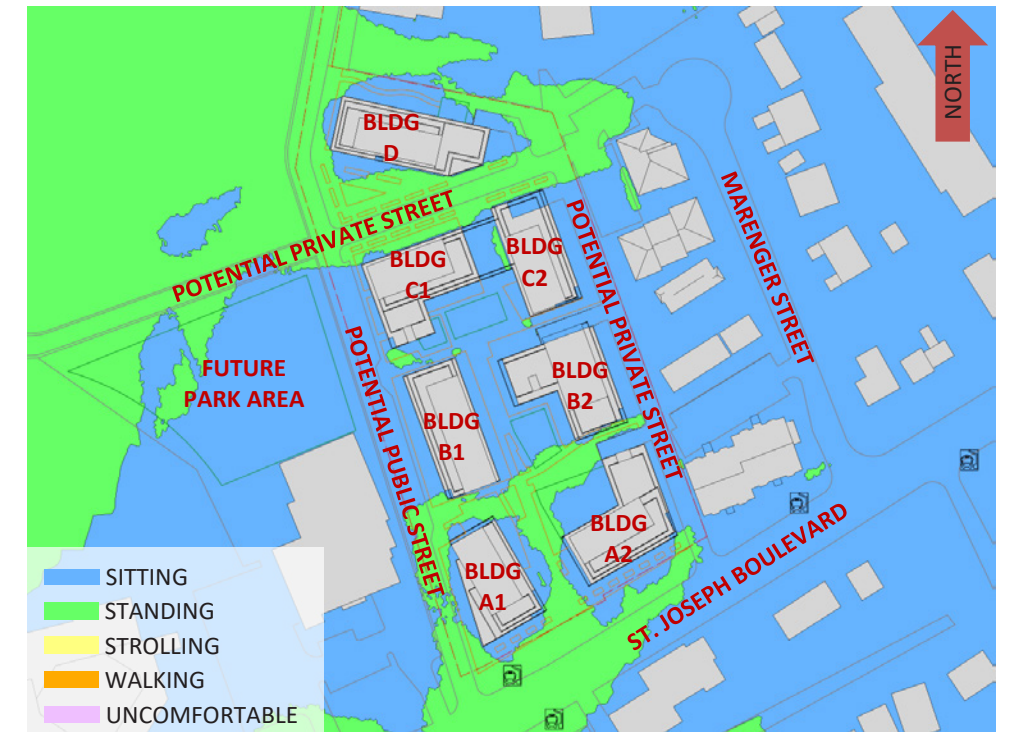 NORTH
BLDG
D
MARENGER STREET
POTENTIAL PRIVATE STREET
POTENTIAL PRIVATE STREET
BLDG
C1
BLDG
C2
FUTURE
PARK AREA
POTENTIAL PUBLIC STREET
BLDG
B1
BLDG
B2
BLDG
A1
BLDG
A2
ST. JOSEPH BOULEVARD
SITTING
STANDING
STROLLING
WALKING
UNCOMFORTABLE